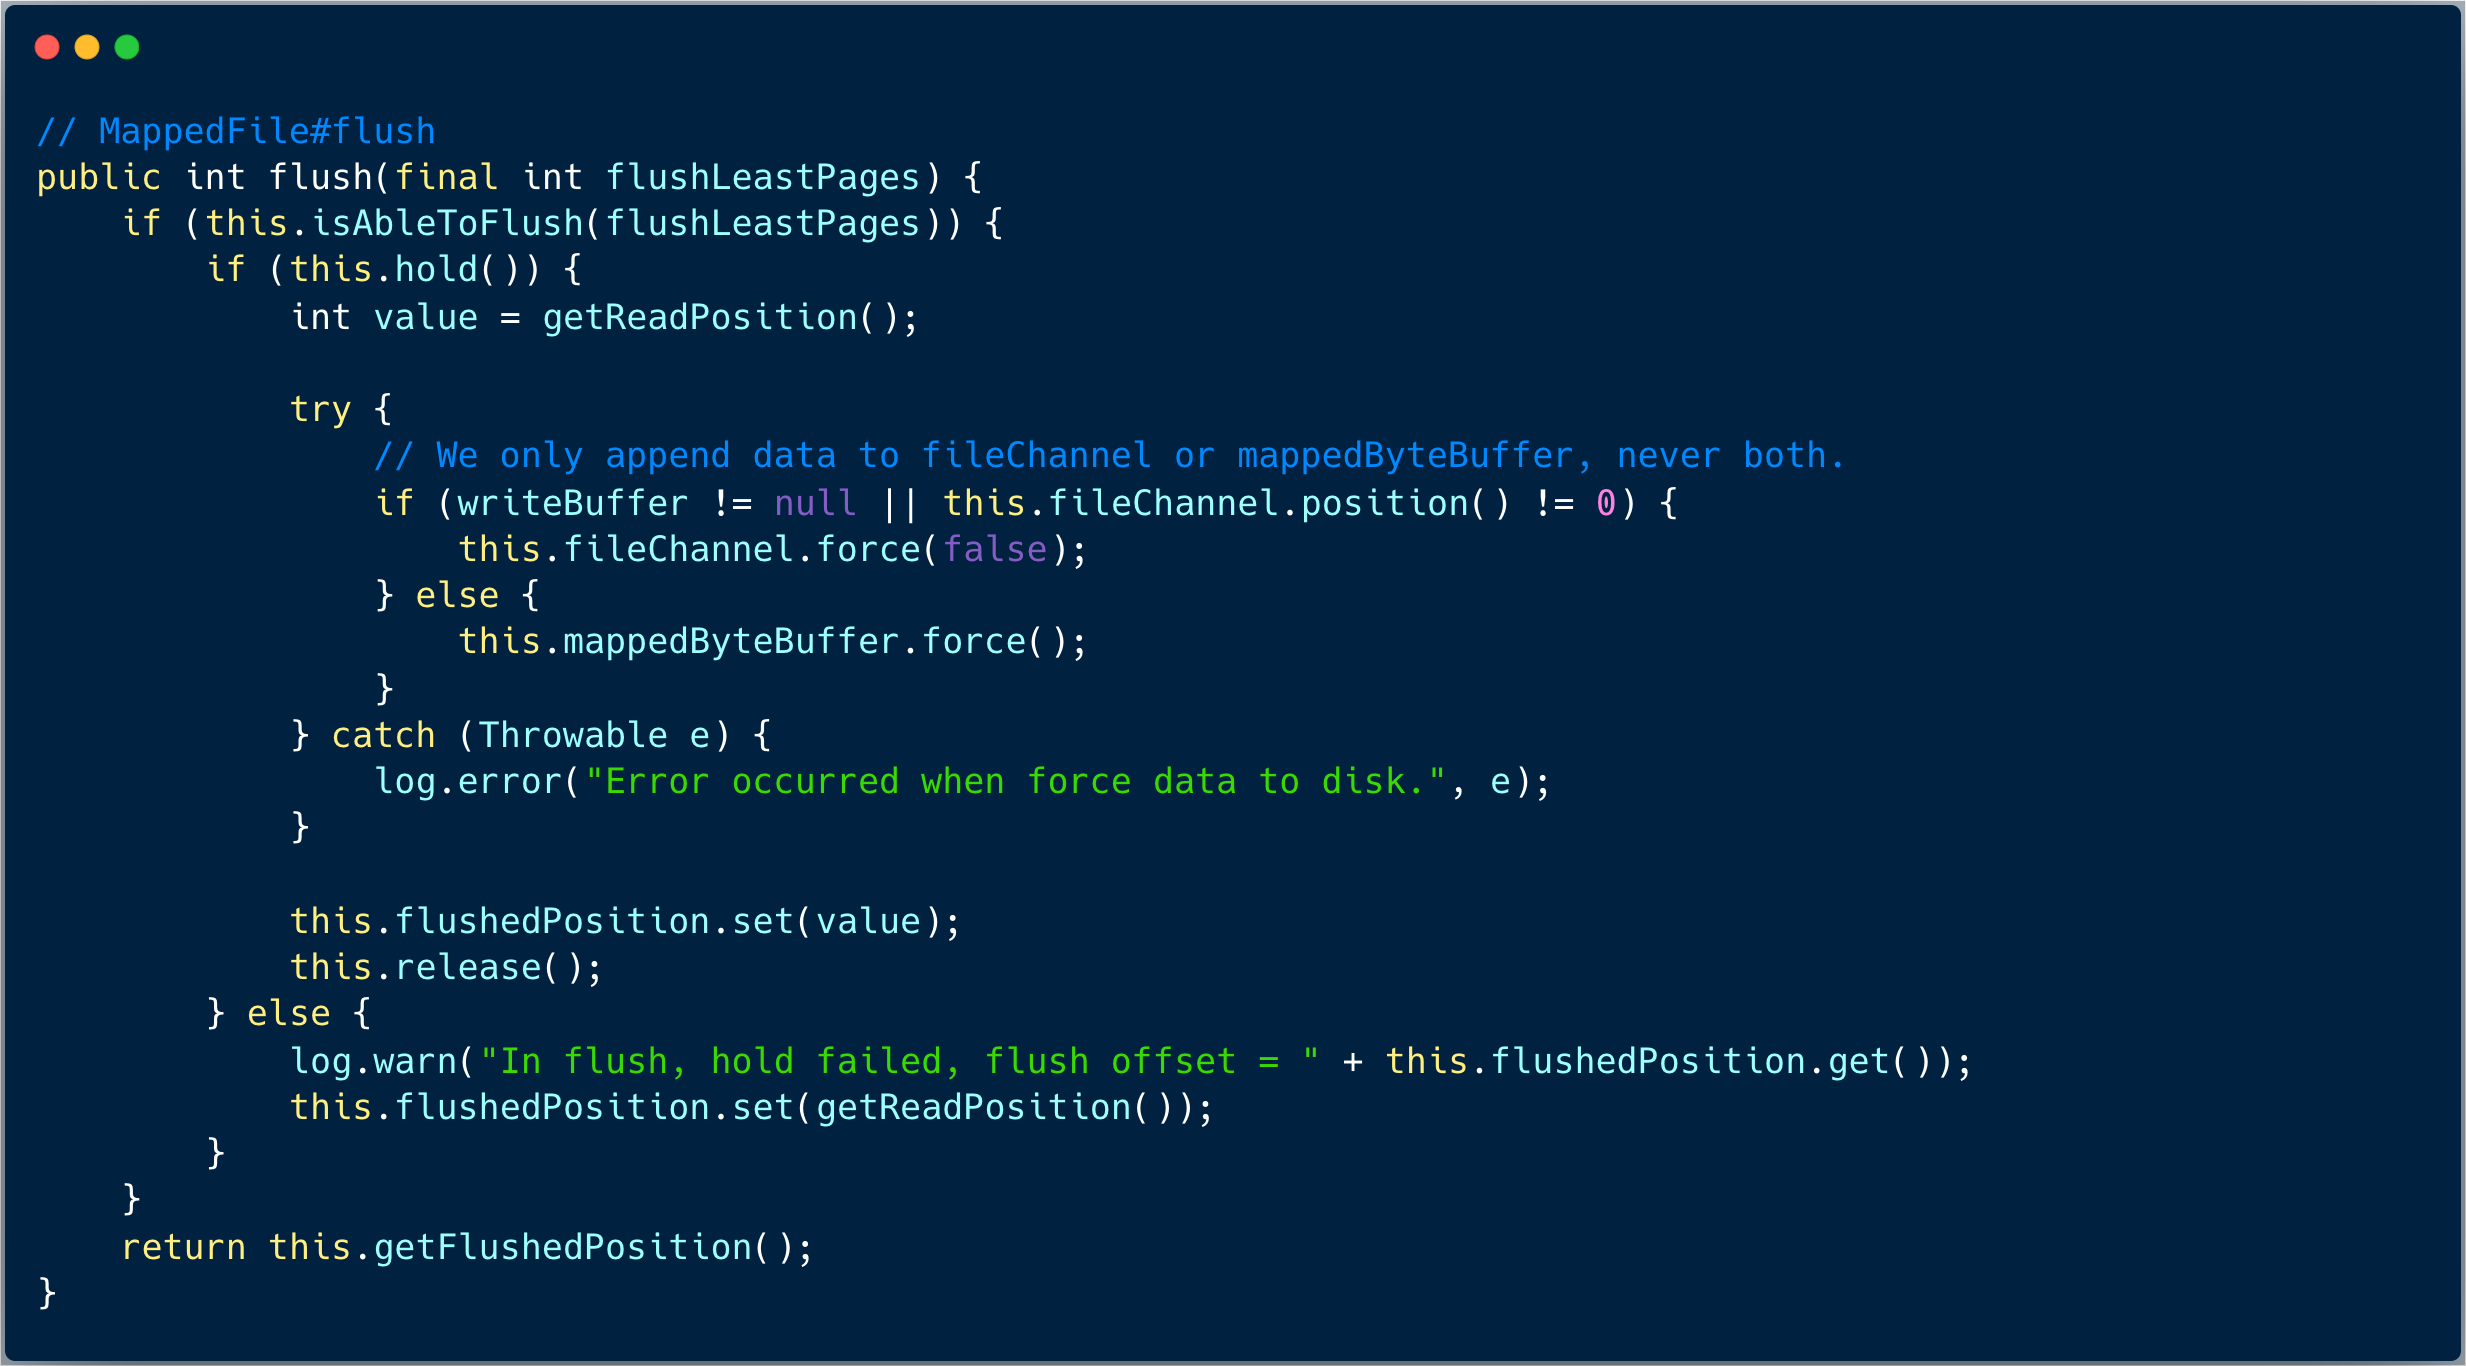 // MappedFile#flush
public int flush(final int flushLeastPages) {
    if (this.isAbleToFlush(flushLeastPages)) {
        if (this.hold()) {
            int value = getReadPosition();

            try {
                // We only append data to fileChannel or mappedByteBuffer, never both.
                if (writeBuffer != null || this.fileChannel.position() != 0) {
                    this.fileChannel.force(false);
                } else {
                    this.mappedByteBuffer.force();
                }
            } catch (Throwable e) {
                log.error("Error occurred when force data to disk.", e);
            }

            this.flushedPosition.set(value);
            this.release();
        } else {
            log.warn("In flush, hold failed, flush offset = " + this.flushedPosition.get());
            this.flushedPosition.set(getReadPosition());
        }
    }
    return this.getFlushedPosition();
}